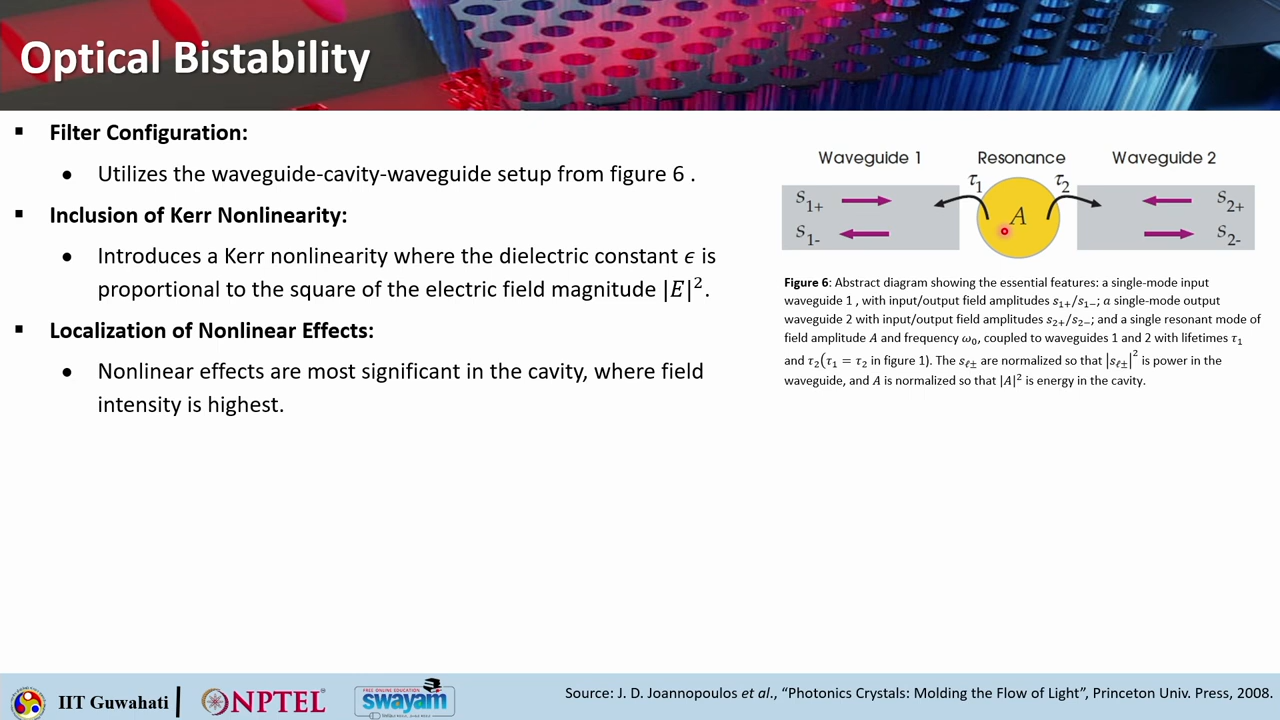 Optical Bistability
▪ Filter Configuration:
• Utilizes the waveguide-cavity-waveguide setup from figure 6 .
▪ Inclusion of Kerr Nonlinearity:
• Introduces a Kerr nonlinearity where the dielectric constant ϵ is
proportional to the square of the electric field magnitude |E|².
▪ Localization of Nonlinear Effects:
• Nonlinear effects are most significant in the cavity, where field
intensity is highest.
Waveguide 1 Resonance Waveguide 2
τ₁ τ₂
S₁₊ A S₂₊
S₁₋ S₂₋
Figure 6: Abstract diagram showing the essential features: a single-mode input
waveguide 1 , with input/output field amplitudes s₁₊/s₁₋; a single-mode output
waveguide 2 with input/output field amplitudes s₂₊/s₂₋; and a single resonant mode of
field amplitude A and frequency ω₀, coupled to waveguides 1 and 2 with lifetimes τ₁
and τ₂(τ₁ = τ₂ in figure 1). The s_ℓ± are normalized so that |s_ℓ±|² is power in the
waveguide, and A is normalized so that |A|² is energy in the cavity.
IIT Guwahati | NPTEL FREE ONLINE EDUCATION swayam
Source: J. D. Joannopoulos et al., “Photonics Crystals: Molding the Flow of Light”, Princeton Univ. Press, 2008.